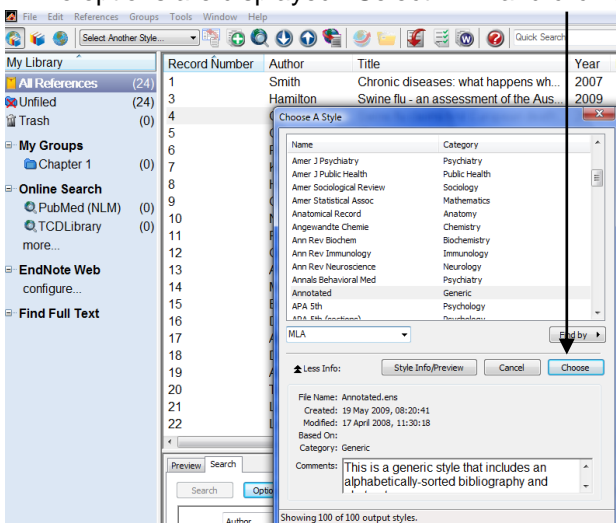 File Edit References Groups Tools Window Help
Select Another Style...
Quick Search
My Library
All References (24)
Unfiled (24)
Trash (0)
My Groups
Chapter 1 (0)
Online Search
PubMed (NLM) (0)
TCDLibrary (0)
more...
EndNote Web
configure...
Find Full Text
Record Number Author Title Year
1 Smith Chronic diseases: what happens wh... 2007
3 Hamilton Swine flu - an assessment of the Aus... 2009
4
5
6
7
8
9
10
11
12
13
14
15
16
17
18
19
20
21
22
Preview Search
Search
Author
Choose A Style
Name Category
Amer J Psychiatry Psychiatry
Amer J Public Health Public Health
Amer Sociological Review Sociology
Amer Statistical Assoc Mathematics
Anatomical Record Anatomy
Angewandte Chemie Chemistry
Ann Rev Biochem Biochemistry
Ann Rev Immunology Immunology
Ann Rev Neuroscience Neurology
Annals Behavioral Med Psychiatry
Annotated Generic
APA 5th Psychology
APA 5th (sections) Psychology
MLA
Find by
Less Info: Style Info/Preview Cancel Choose
File Name: Annotated.ens
Created: 19 May 2009, 08:20:41
Modified: 17 April 2008, 11:30:18
Based On:
Category: Generic
Comments: This is a generic style that includes an
alphabetically-sorted bibliography and
Showing 100 of 100 output styles.